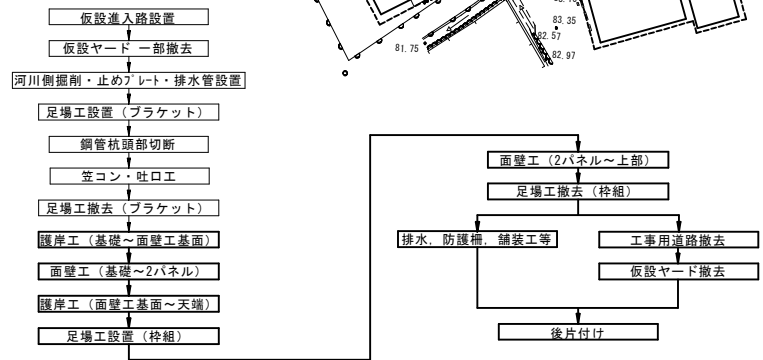 仮設進入路設置
仮設ヤード 一部撤去
河川側掘削・止めプレート・排水管設置
足場工設置（ブラケット）
鋼管杭頭部切断
笠コン・吐口工
足場工撤去（ブラケット）
護岸工（基礎～面壁工基面）
面壁工（基礎～2パネル）
護岸工（面壁工基面～天端）
足場工設置（枠組）
面壁工（2パネル～上部）
足場工撤去（枠組）
排水，防護柵，舗装工等
工事用道路撤去
仮設ヤード撤去
後片付け
81.75
83.35
82.57
82.97